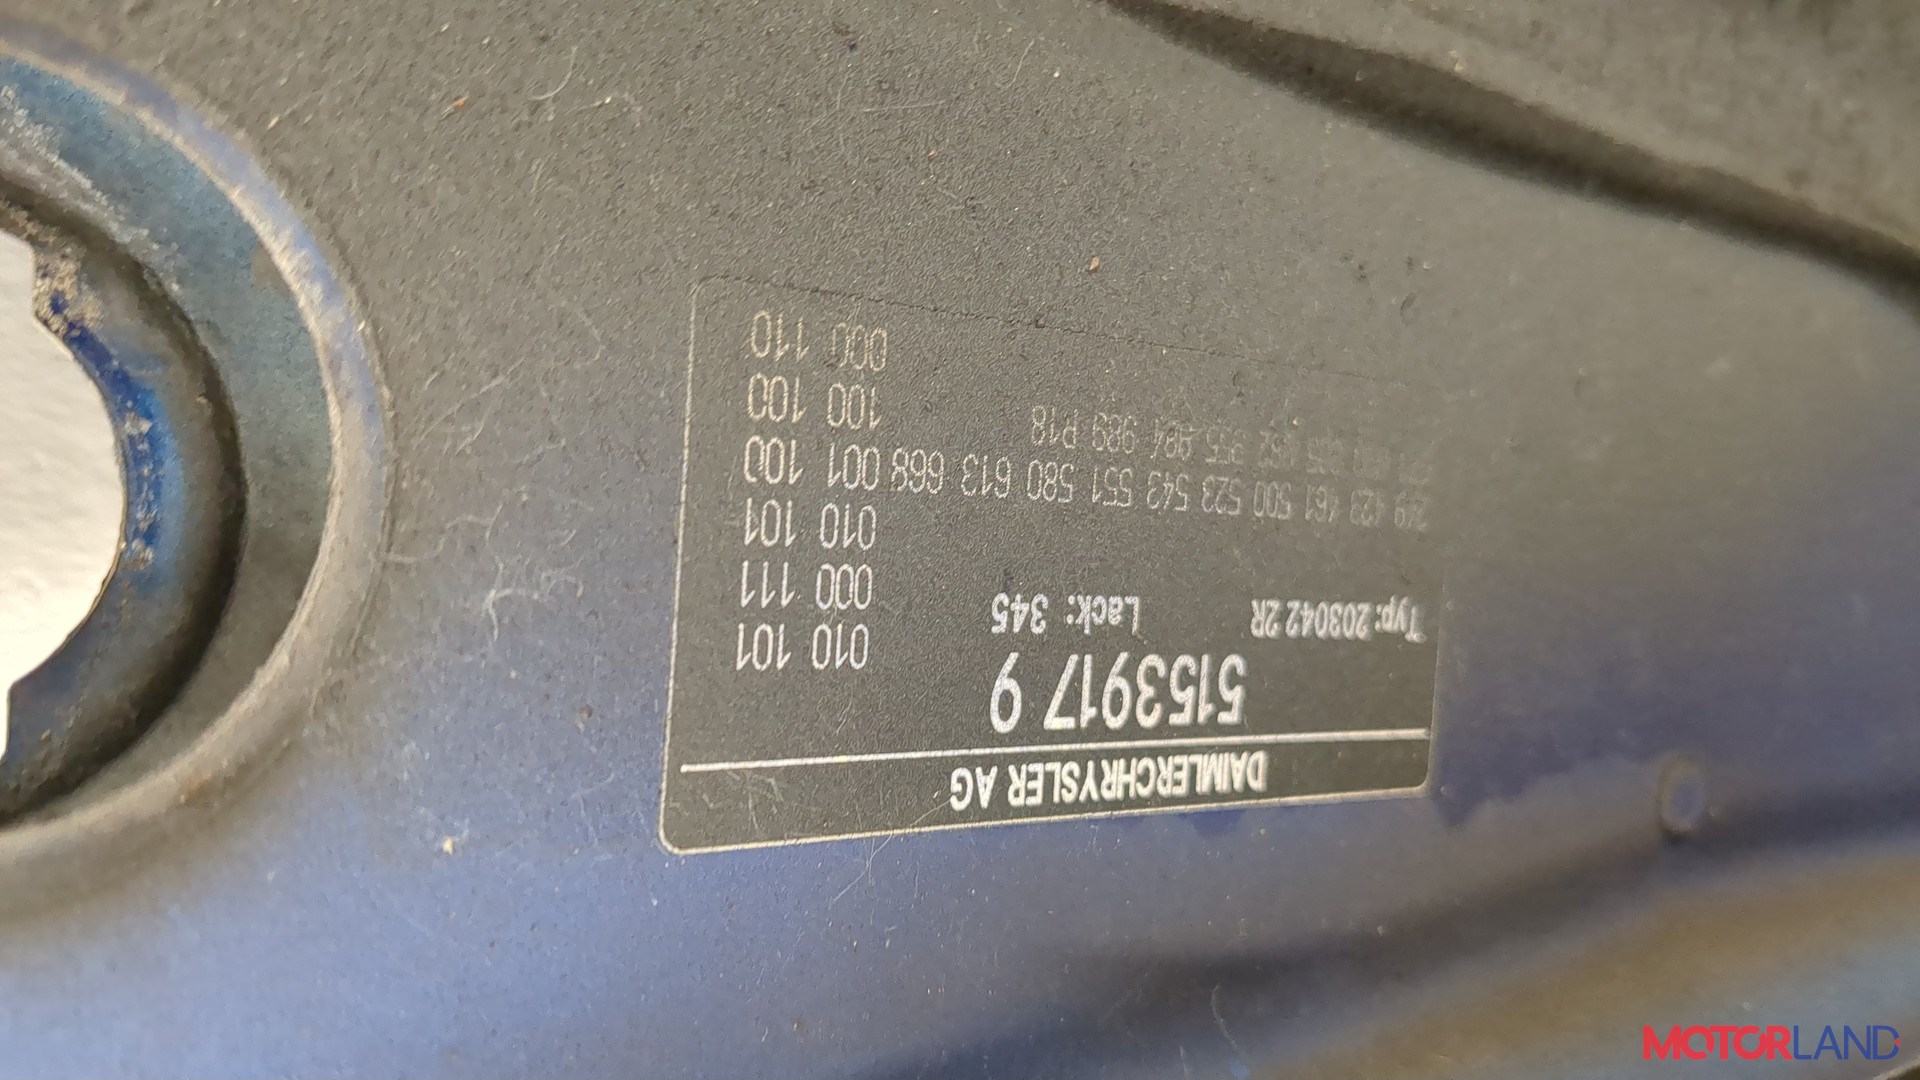 DAIMLERCHRYSLER AG
5153917 9
010 101
Typ: 203042 2R Lack: 345
000 111
010 101
423 461 500 523 543 551 580 613 668 001 100
955 984 989 P18
100 100
000 110
MOTORLAND